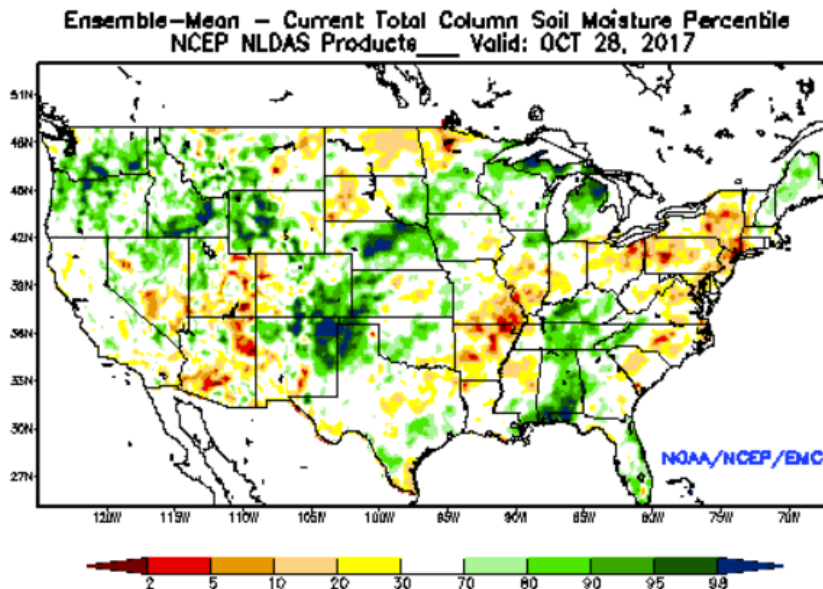 Ensemble-Mean - Current Total Column Soil Moisture Percentile
NCEP NLDAS Products___ Valid: OCT 28, 2017
51N
48N
45N
42N
39N
36N
33N
30N
27N
NOAA/NCEP/EMC
120W 115W 110W 105W 100W 95W 90W 85W 80W 75W 70W
2 5 10 20 30 70 80 90 95 98